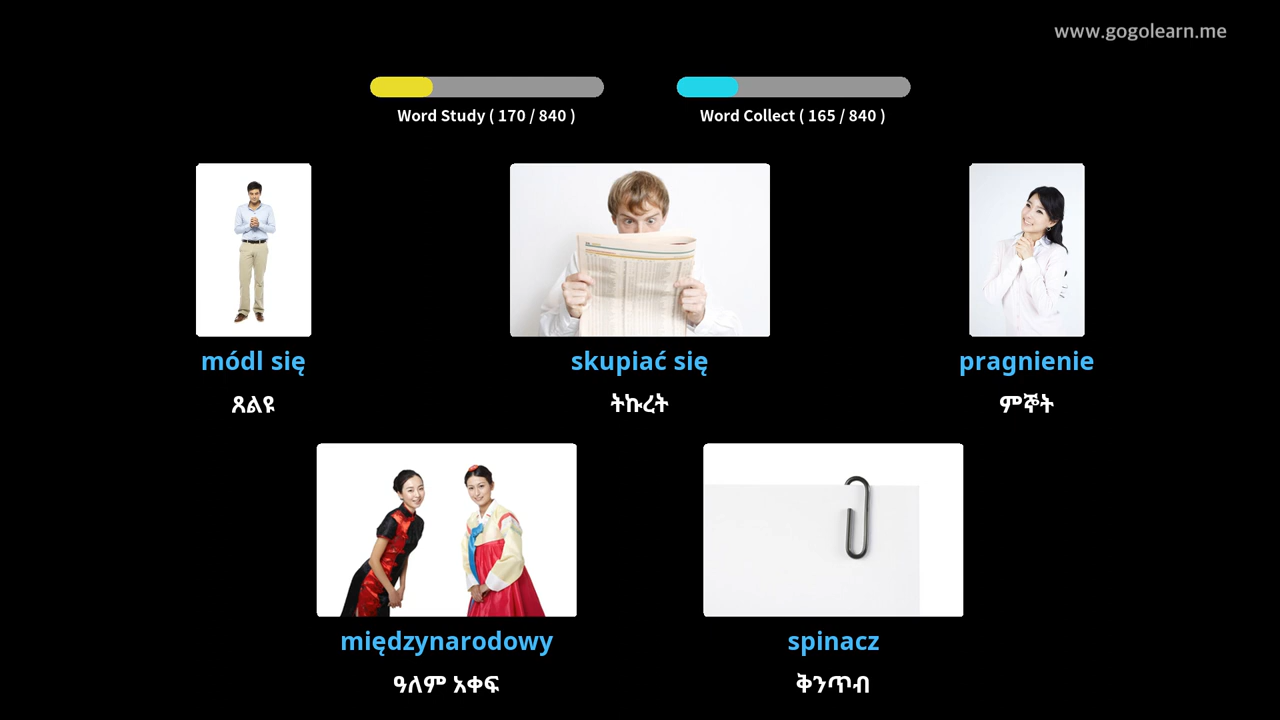 www.gogolearn.me
Word Study ( 170 / 840 )
Word Collect ( 165 / 840 )
módl się
skupiać się
pragnienie
ጸልዩ
ትኩረት
ምኞት
międzynarodowy
spinacz
ዓለም አቀፍ
ቅንጥብ